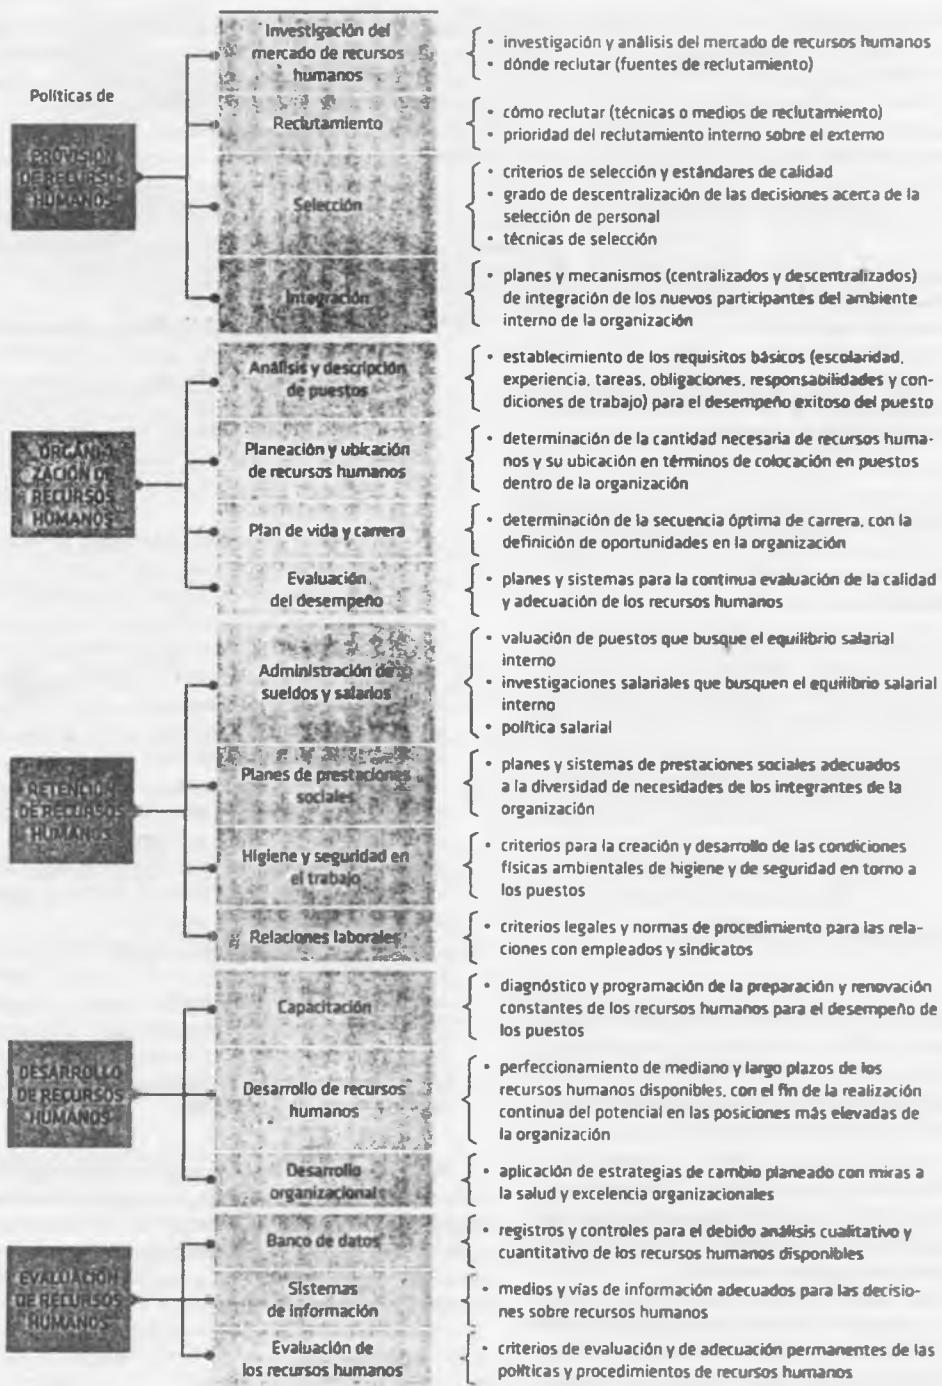 Políticas de
PROVISIÓN
DE RECURSOS
HUMANOS
Investigación del
mercado de recursos
humanos
• investigación y análisis del mercado de recursos humanos
• dónde reclutar (fuentes de reclutamiento)
Reclutamiento
• cómo reclutar (técnicas o medios de reclutamiento)
• prioridad del reclutamiento interno sobre el externo
Selección
• criterios de selección y estándares de calidad
• grado de descentralización de las decisiones acerca de la
selección de personal
• técnicas de selección
Integración
• planes y mecanismos (centralizados y descentralizados)
de integración de los nuevos participantes del ambiente
interno de la organización
ORGANI-
ZACIÓN DE
RECURSOS
HUMANOS
Análisis y descripción
de puestos
• establecimiento de los requisitos básicos (escolaridad,
experiencia, tareas, obligaciones, responsabilidades y con-
diciones de trabajo) para el desempeño exitoso del puesto
Planeación y ubicación
de recursos humanos
• determinación de la cantidad necesaria de recursos huma-
nos y su ubicación en términos de colocación en puestos
dentro de la organización
Plan de vida y carrera
• determinación de la secuencia óptima de carrera, con la
definición de oportunidades en la organización
Evaluación
del desempeño
• planes y sistemas para la continua evaluación de la calidad
y adecuación de los recursos humanos
RETENCIÓN
DE RECURSOS
HUMANOS
Administración de
sueldos y salarios
• valuación de puestos que busque el equilibrio salarial
interno
• investigaciones salariales que busquen el equilibrio salarial
interno
• política salarial
Planes de prestaciones
sociales
• planes y sistemas de prestaciones sociales adecuados
a la diversidad de necesidades de los integrantes de la
organización
Higiene y seguridad en
el trabajo
• criterios para la creación y desarrollo de las condiciones
físicas ambientales de higiene y de seguridad en torno a
los puestos
Relaciones laborales
• criterios legales y normas de procedimiento para las rela-
ciones con empleados y sindicatos
DESARROLLO
DE RECURSOS
HUMANOS
Capacitación
• diagnóstico y programación de la preparación y renovación
constantes de los recursos humanos para el desempeño de
los puestos
Desarrollo de recursos
humanos
• perfeccionamiento de mediano y largo plazos de los
recursos humanos disponibles, con el fin de la realización
continua del potencial en las posiciones más elevadas de
la organización
Desarrollo
organizacional
• aplicación de estrategias de cambio planeado con miras a
la salud y excelencia organizacionales
EVALUACIÓN
DE RECURSOS
HUMANOS
Banco de datos
• registros y controles para el debido análisis cualitativo y
cuantitativo de los recursos humanos disponibles
Sistemas
de información
• medios y vías de información adecuados para las decisio-
nes sobre recursos humanos
Evaluación de
los recursos humanos
• criterios de evaluación y de adecuación permanentes de las
políticas y procedimientos de recursos humanos